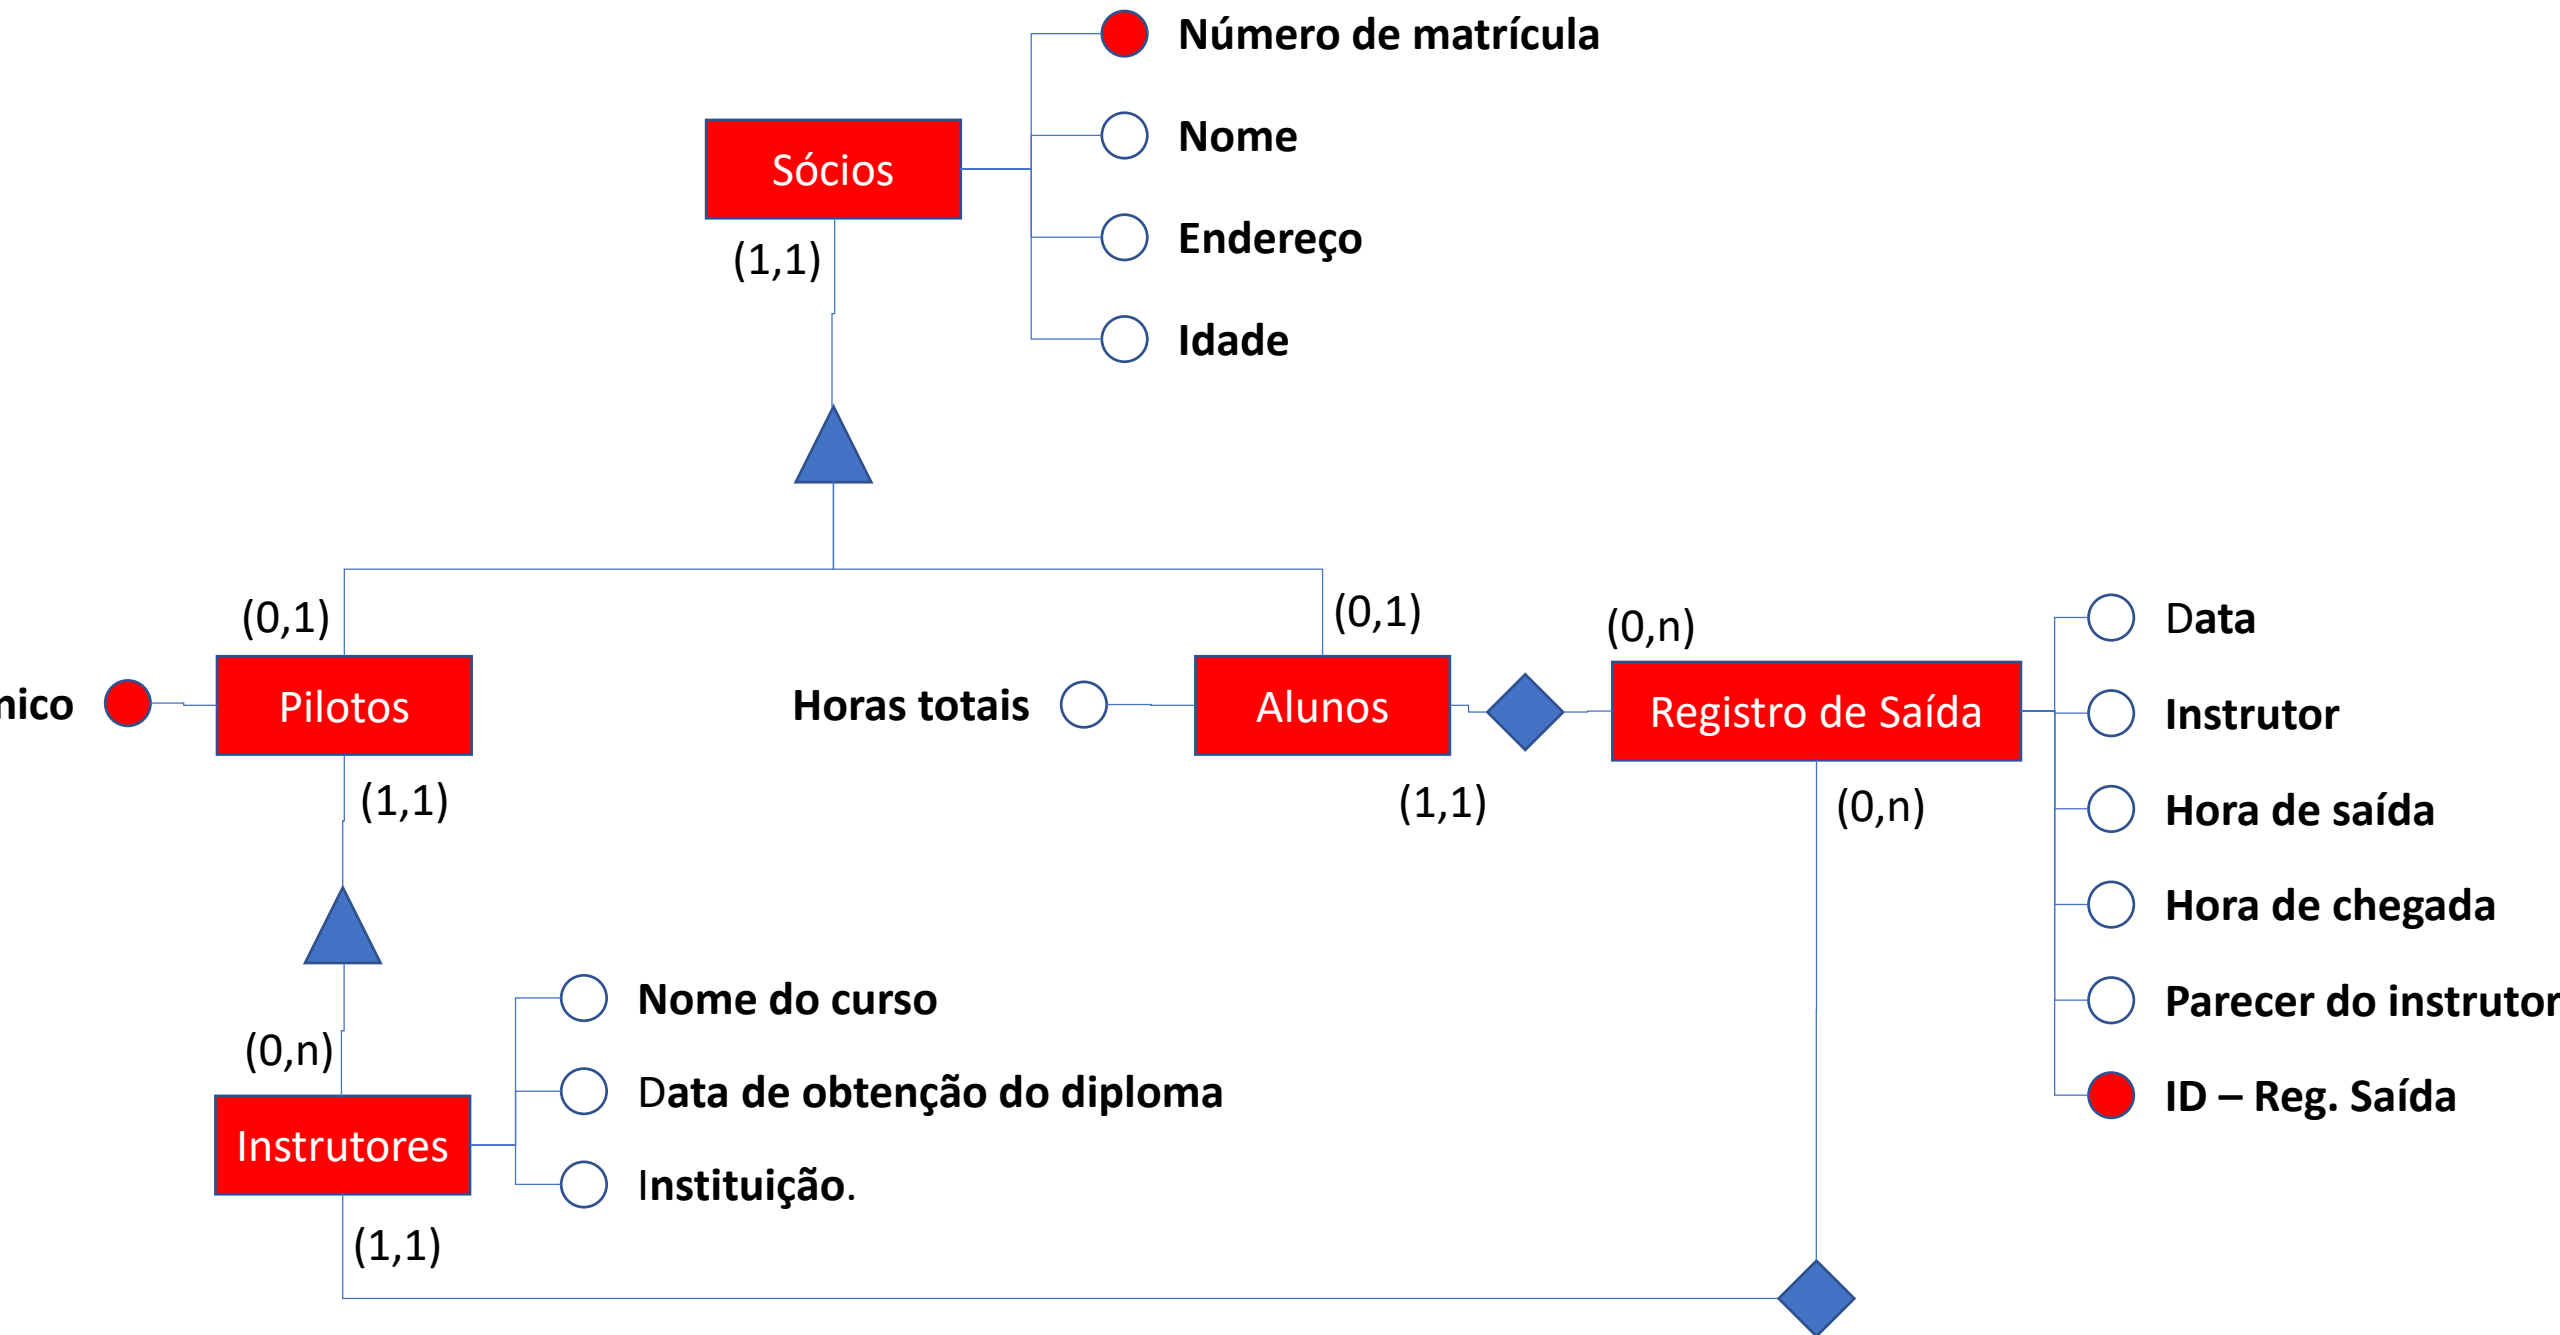 Número de matrícula
Nome
Sócios
Endereço
(1,1)
Idade
(0,1)
(0,1)
(0,n)
Data
Pilotos
Horas totais
Alunos
Registro de Saída
Instrutor
(1,1)
(1,1)
(0,n)
Hora de saída
Hora de chegada
Nome do curso
Parecer do instrutor
(0,n)
Data de obtenção do diploma
ID – Reg. Saída
Instrutores
Instituição.
(1,1)